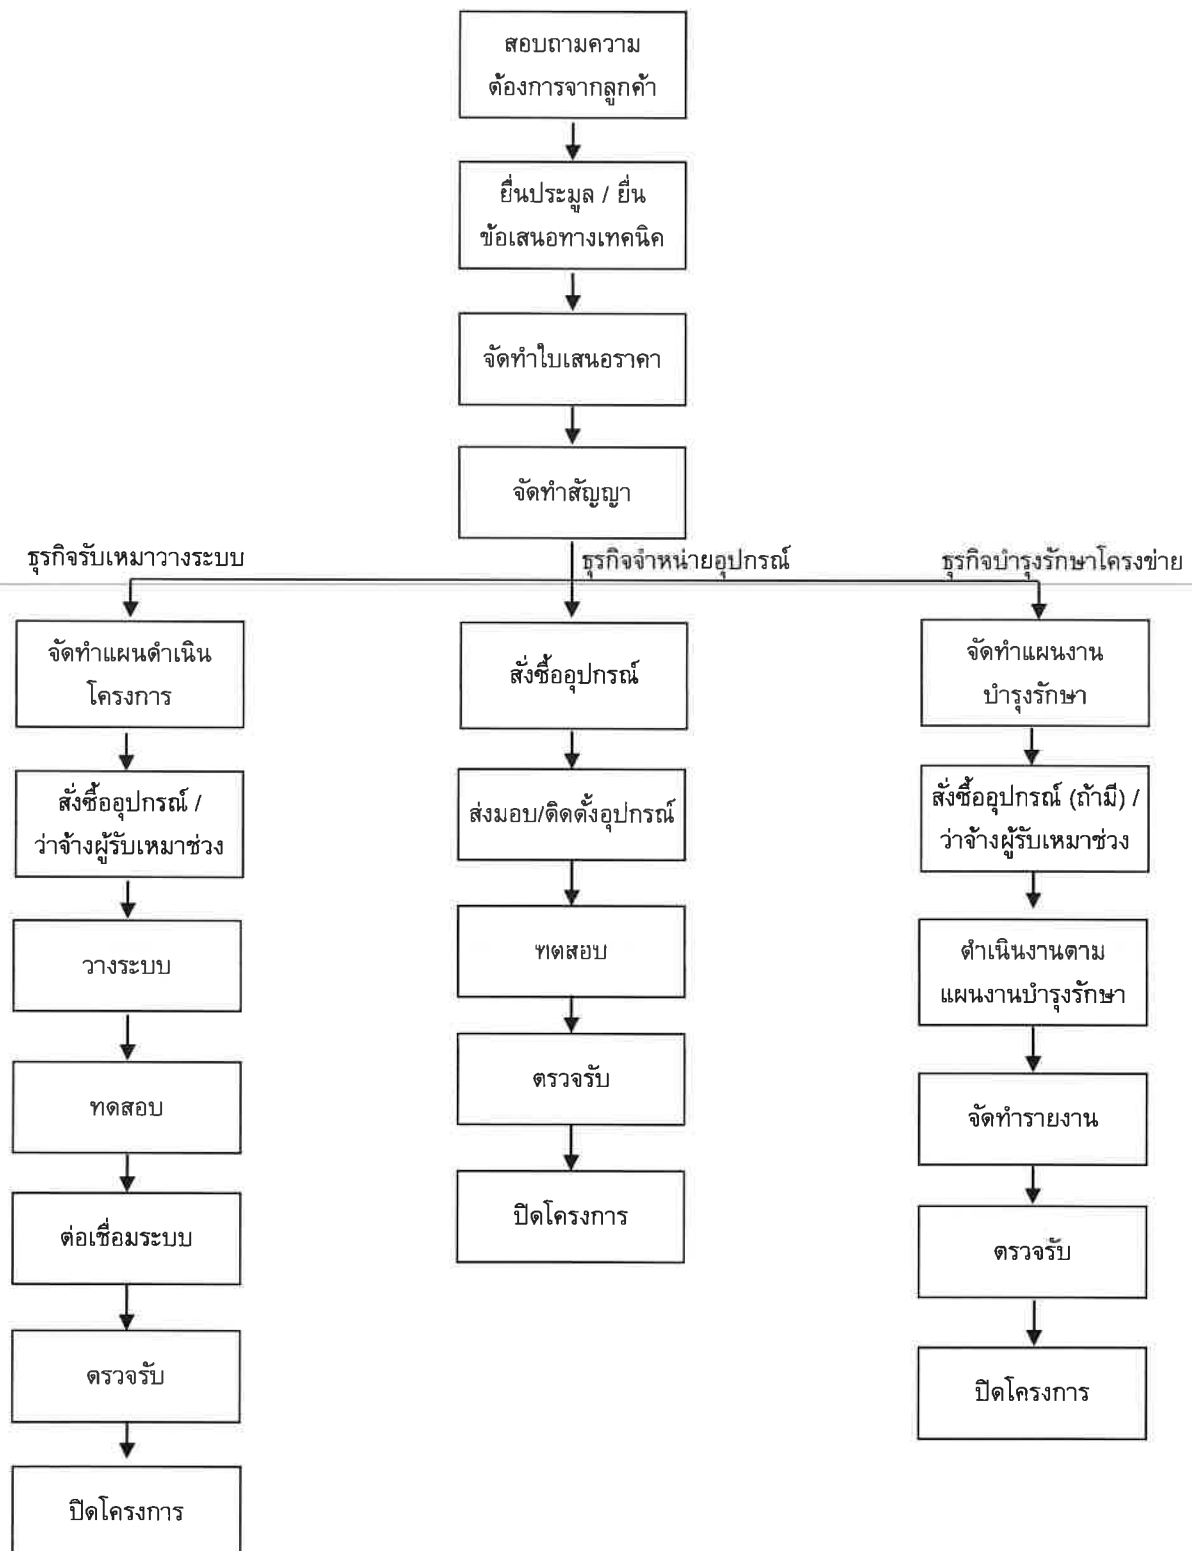 สอบถามความ
ต้องการจากลูกค้า
ยื่นประมูล / ยื่น
ข้อเสนอทางเทคนิค
จัดทำใบเสนอราคา
จัดทำสัญญา
ธุรกิจรับเหมาวางระบบ
ธุรกิจจำหน่ายอุปกรณ์
ธุรกิจบำรุงรักษาโครงข่าย
จัดทำแผนดำเนิน
โครงการ
สั่งซื้ออุปกรณ์ /
ว่าจ้างผู้รับเหมาช่วง
วางระบบ
ทดสอบ
ต่อเชื่อมระบบ
ตรวจรับ
ปิดโครงการ
สั่งซื้ออุปกรณ์
ส่งมอบ/ติดตั้งอุปกรณ์
ทดสอบ
ตรวจรับ
ปิดโครงการ
จัดทำแผนงาน
บำรุงรักษา
สั่งซื้ออุปกรณ์ (ถ้ามี) /
ว่าจ้างผู้รับเหมาช่วง
ดำเนินงานตาม
แผนงานบำรุงรักษา
จัดทำรายงาน
ตรวจรับ
ปิดโครงการ